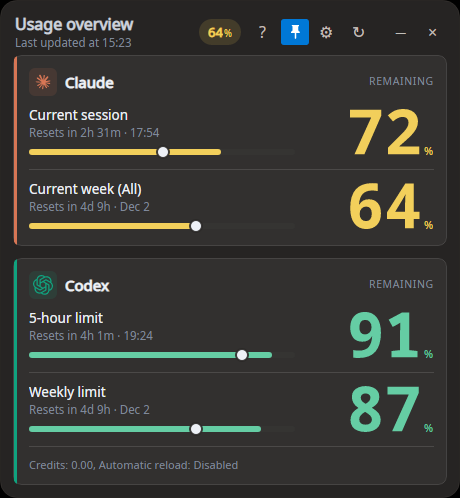 Usage overview
Last updated at 15:23
64%
?
Claude
REMAINING
Current session
Resets in 2h 31m · 17:54
72%
Current week (All)
Resets in 4d 9h · Dec 2
64%
Codex
REMAINING
5-hour limit
Resets in 4h 1m · 19:24
91%
Weekly limit
Resets in 4d 9h · Dec 2
87%
Credits: 0.00, Automatic reload: Disabled